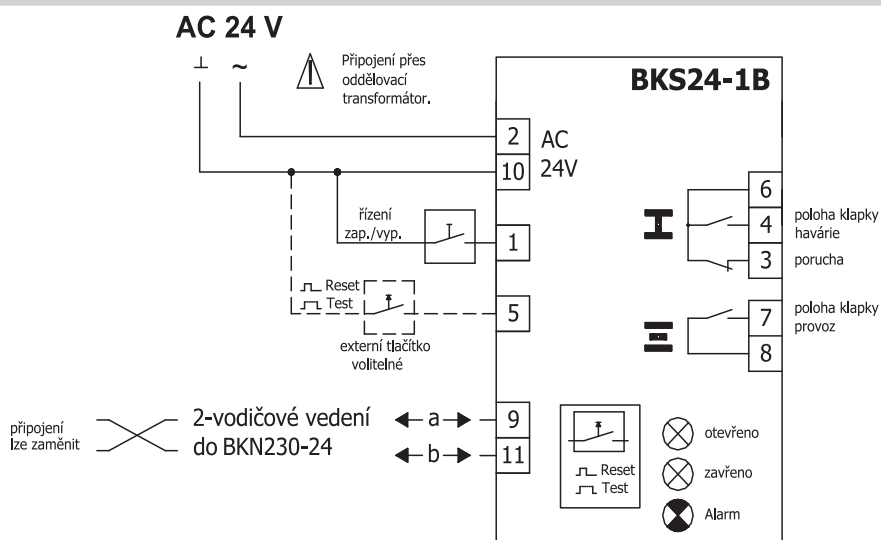 AC 24 V
⊥ ~
Připojení přes
oddělovací
transformátor.
BKS24-1B
2
AC
10
24V
řízení
zap./vyp.
1
Reset
Test
5
externí tlačítko
volitelné
připojení
lze zaměnit
2-vodičové vedení
do BKN230-24
a
9
b
11
6
4
poloha klapky
havárie
3
porucha
7
poloha klapky
provoz
8
Reset
Test
otevřeno
zavřeno
Alarm